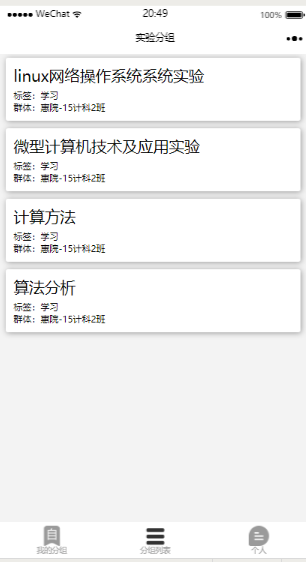 ●●●●● WeChat 20:49 100%
实验分组
linux网络操作系统系统实验
标签：学习
群体：惠院-15计科2班
微型计算机技术及应用实验
标签：学习
群体：惠院-15计科2班
计算方法
标签：学习
群体：惠院-15计科2班
算法分析
标签：学习
群体：惠院-15计科2班
我的分组 分组列表 个人